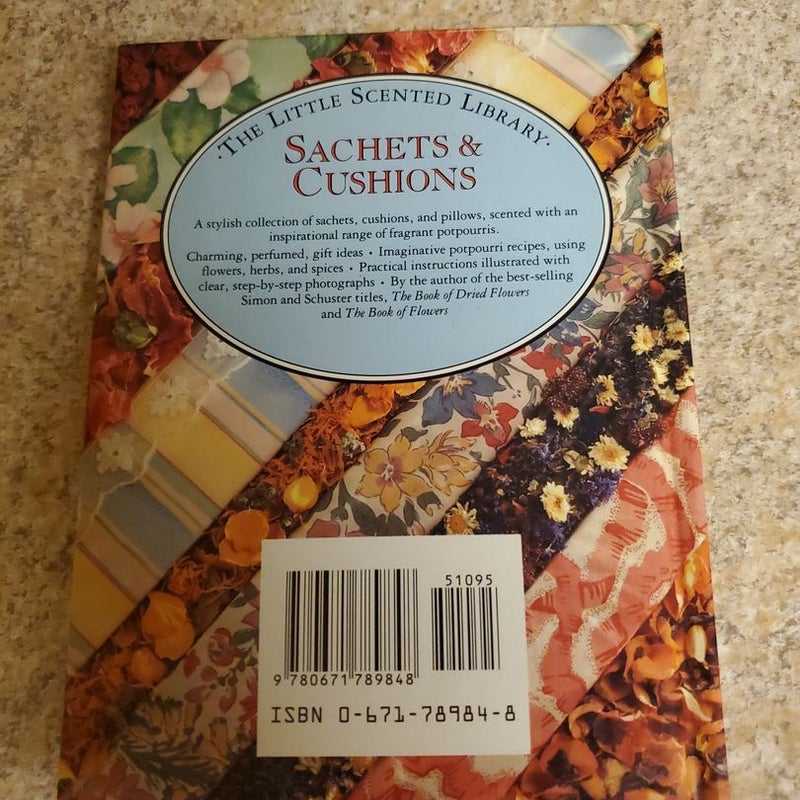 ·THE LITTLE SCENTED LIBRARY·
SACHETS &
CUSHIONS
A stylish collection of sachets, cushions, and pillows, scented with an
inspirational range of fragrant potpourris.
Charming, perfumed, gift ideas • Imaginative potpourri recipes, using
flowers, herbs, and spices • Practical instructions illustrated with
clear, step-by-step photographs • By the author of the best-selling
Simon and Schuster titles, The Book of Dried Flowers
and The Book of Flowers
51095
9 780671 789848
ISBN 0-671-78984-8